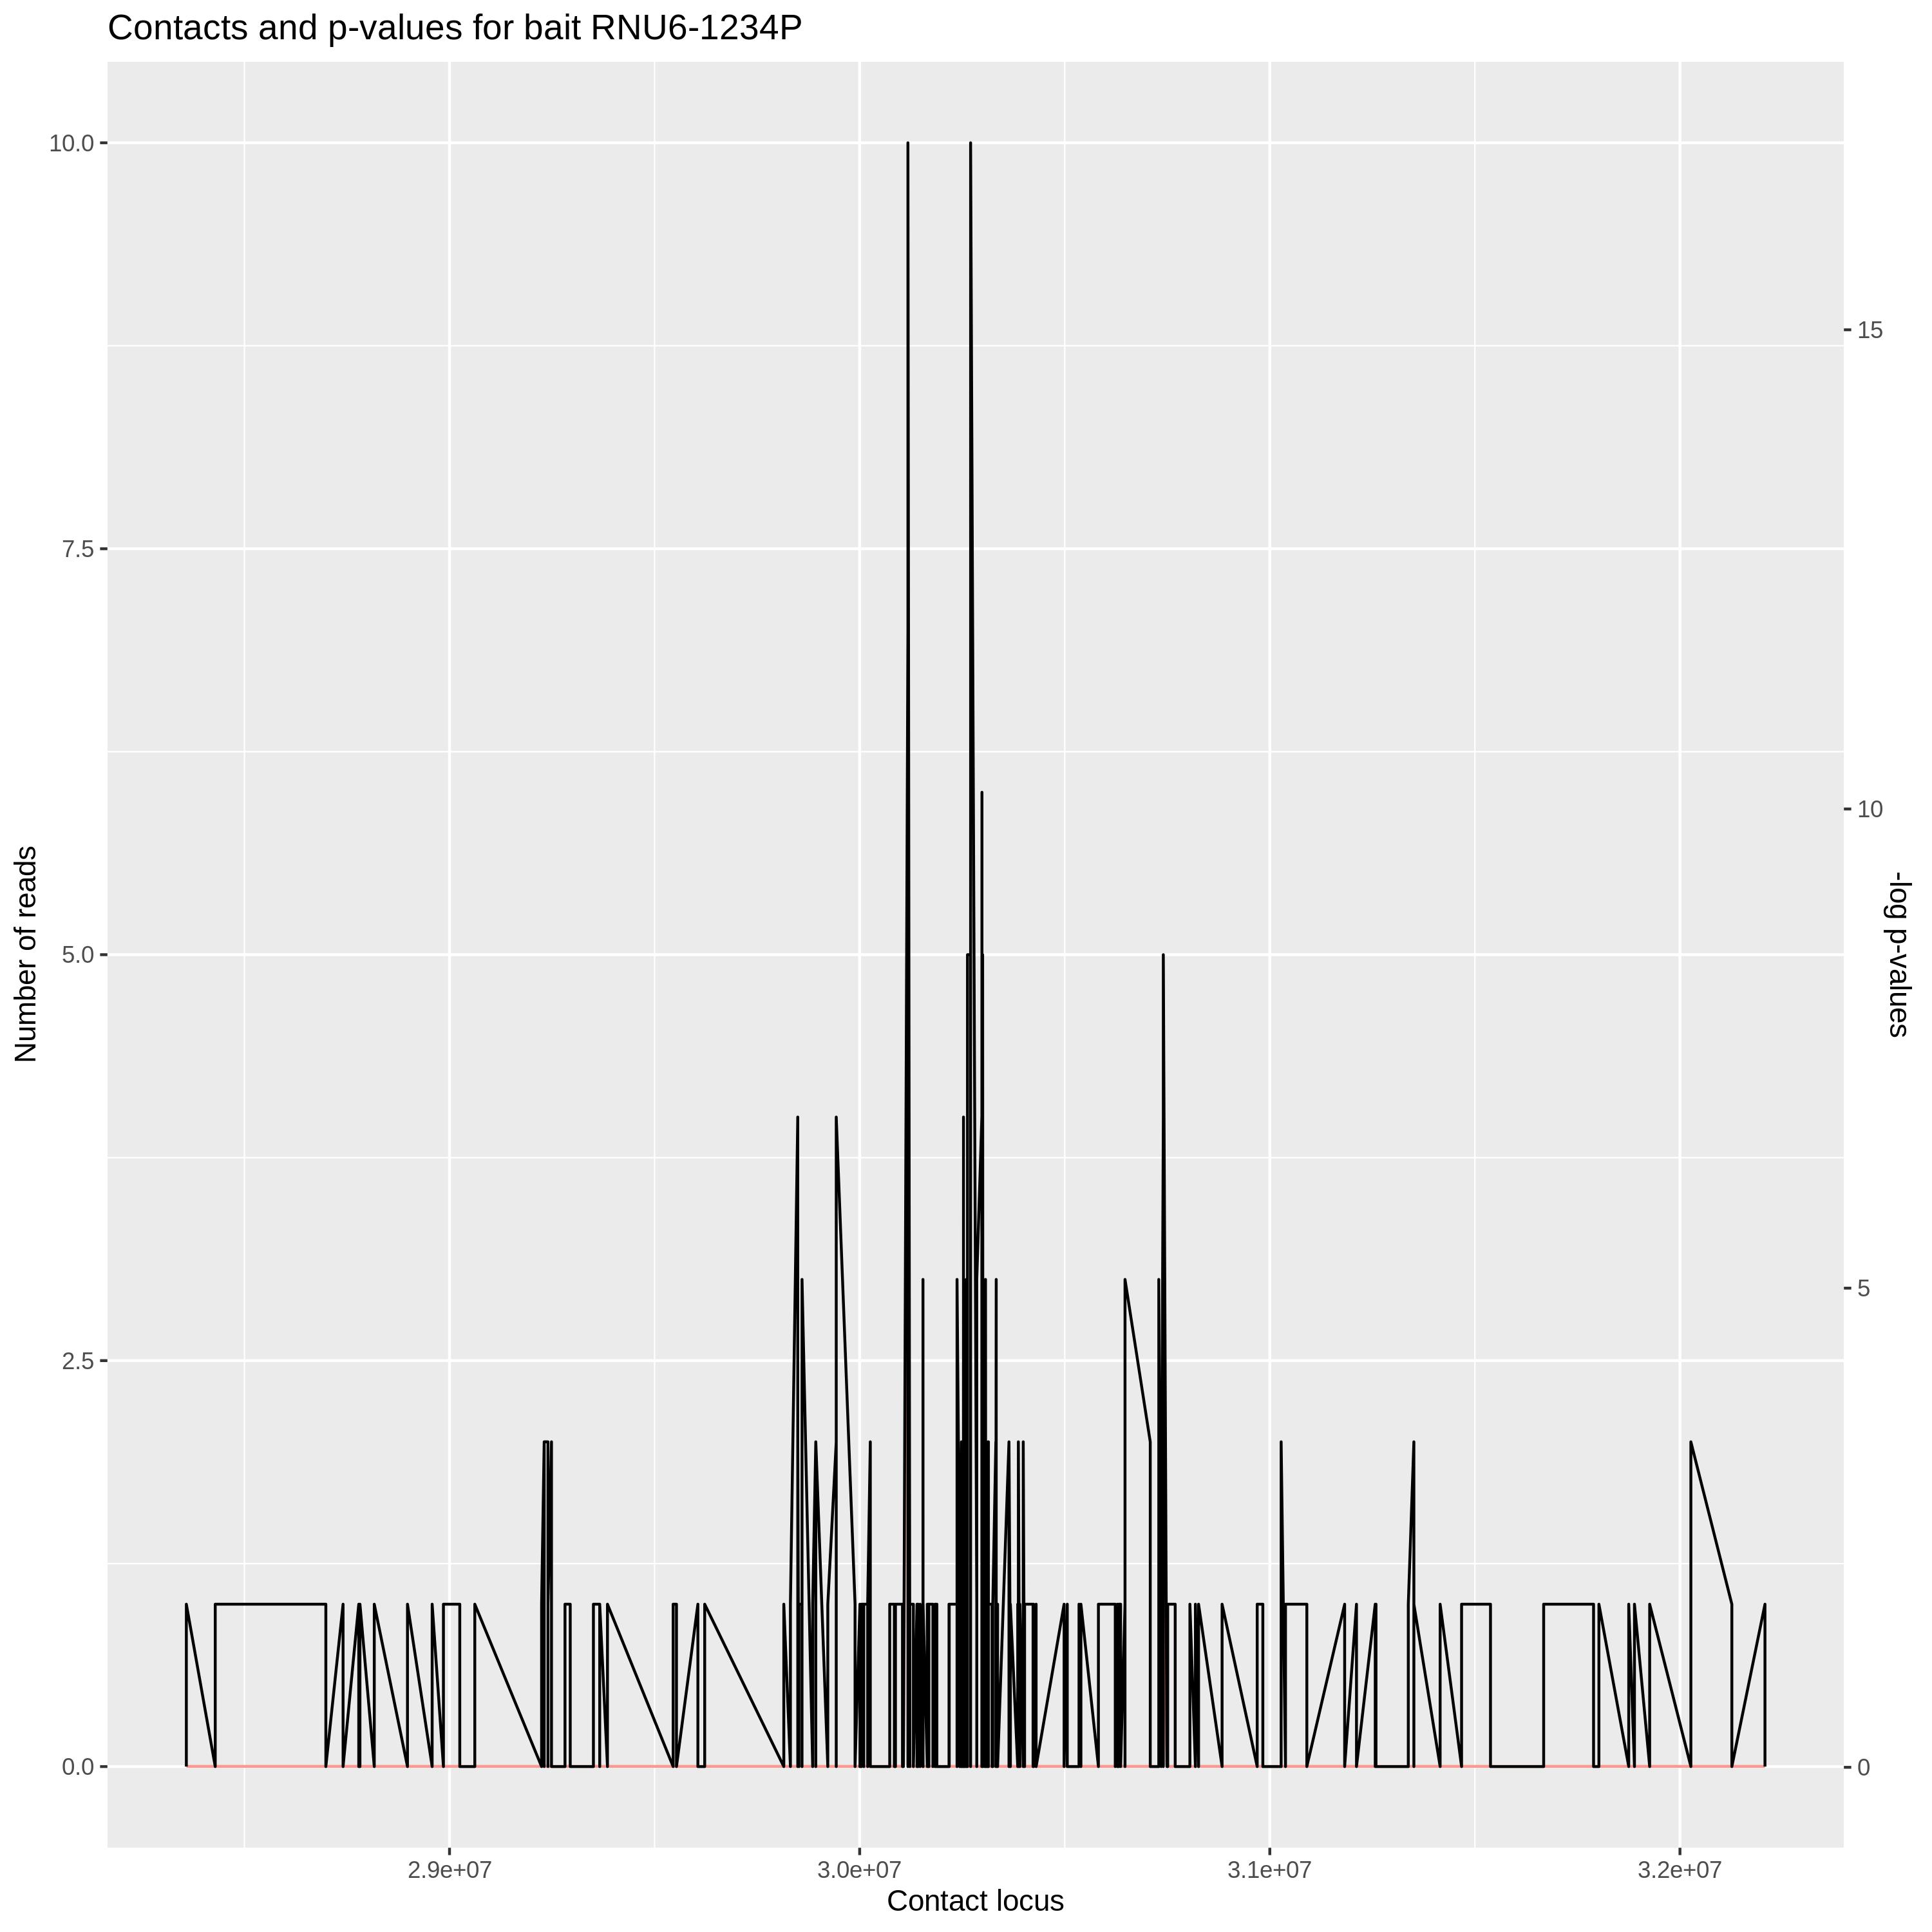 Contacts and p-values for bait RNU6-1234P
10.0
7.5
5.0
2.5
0.0
Number of reads
15
10
5
0
-log p-values
2.9e+07
3.0e+07
3.1e+07
3.2e+07
Contact locus